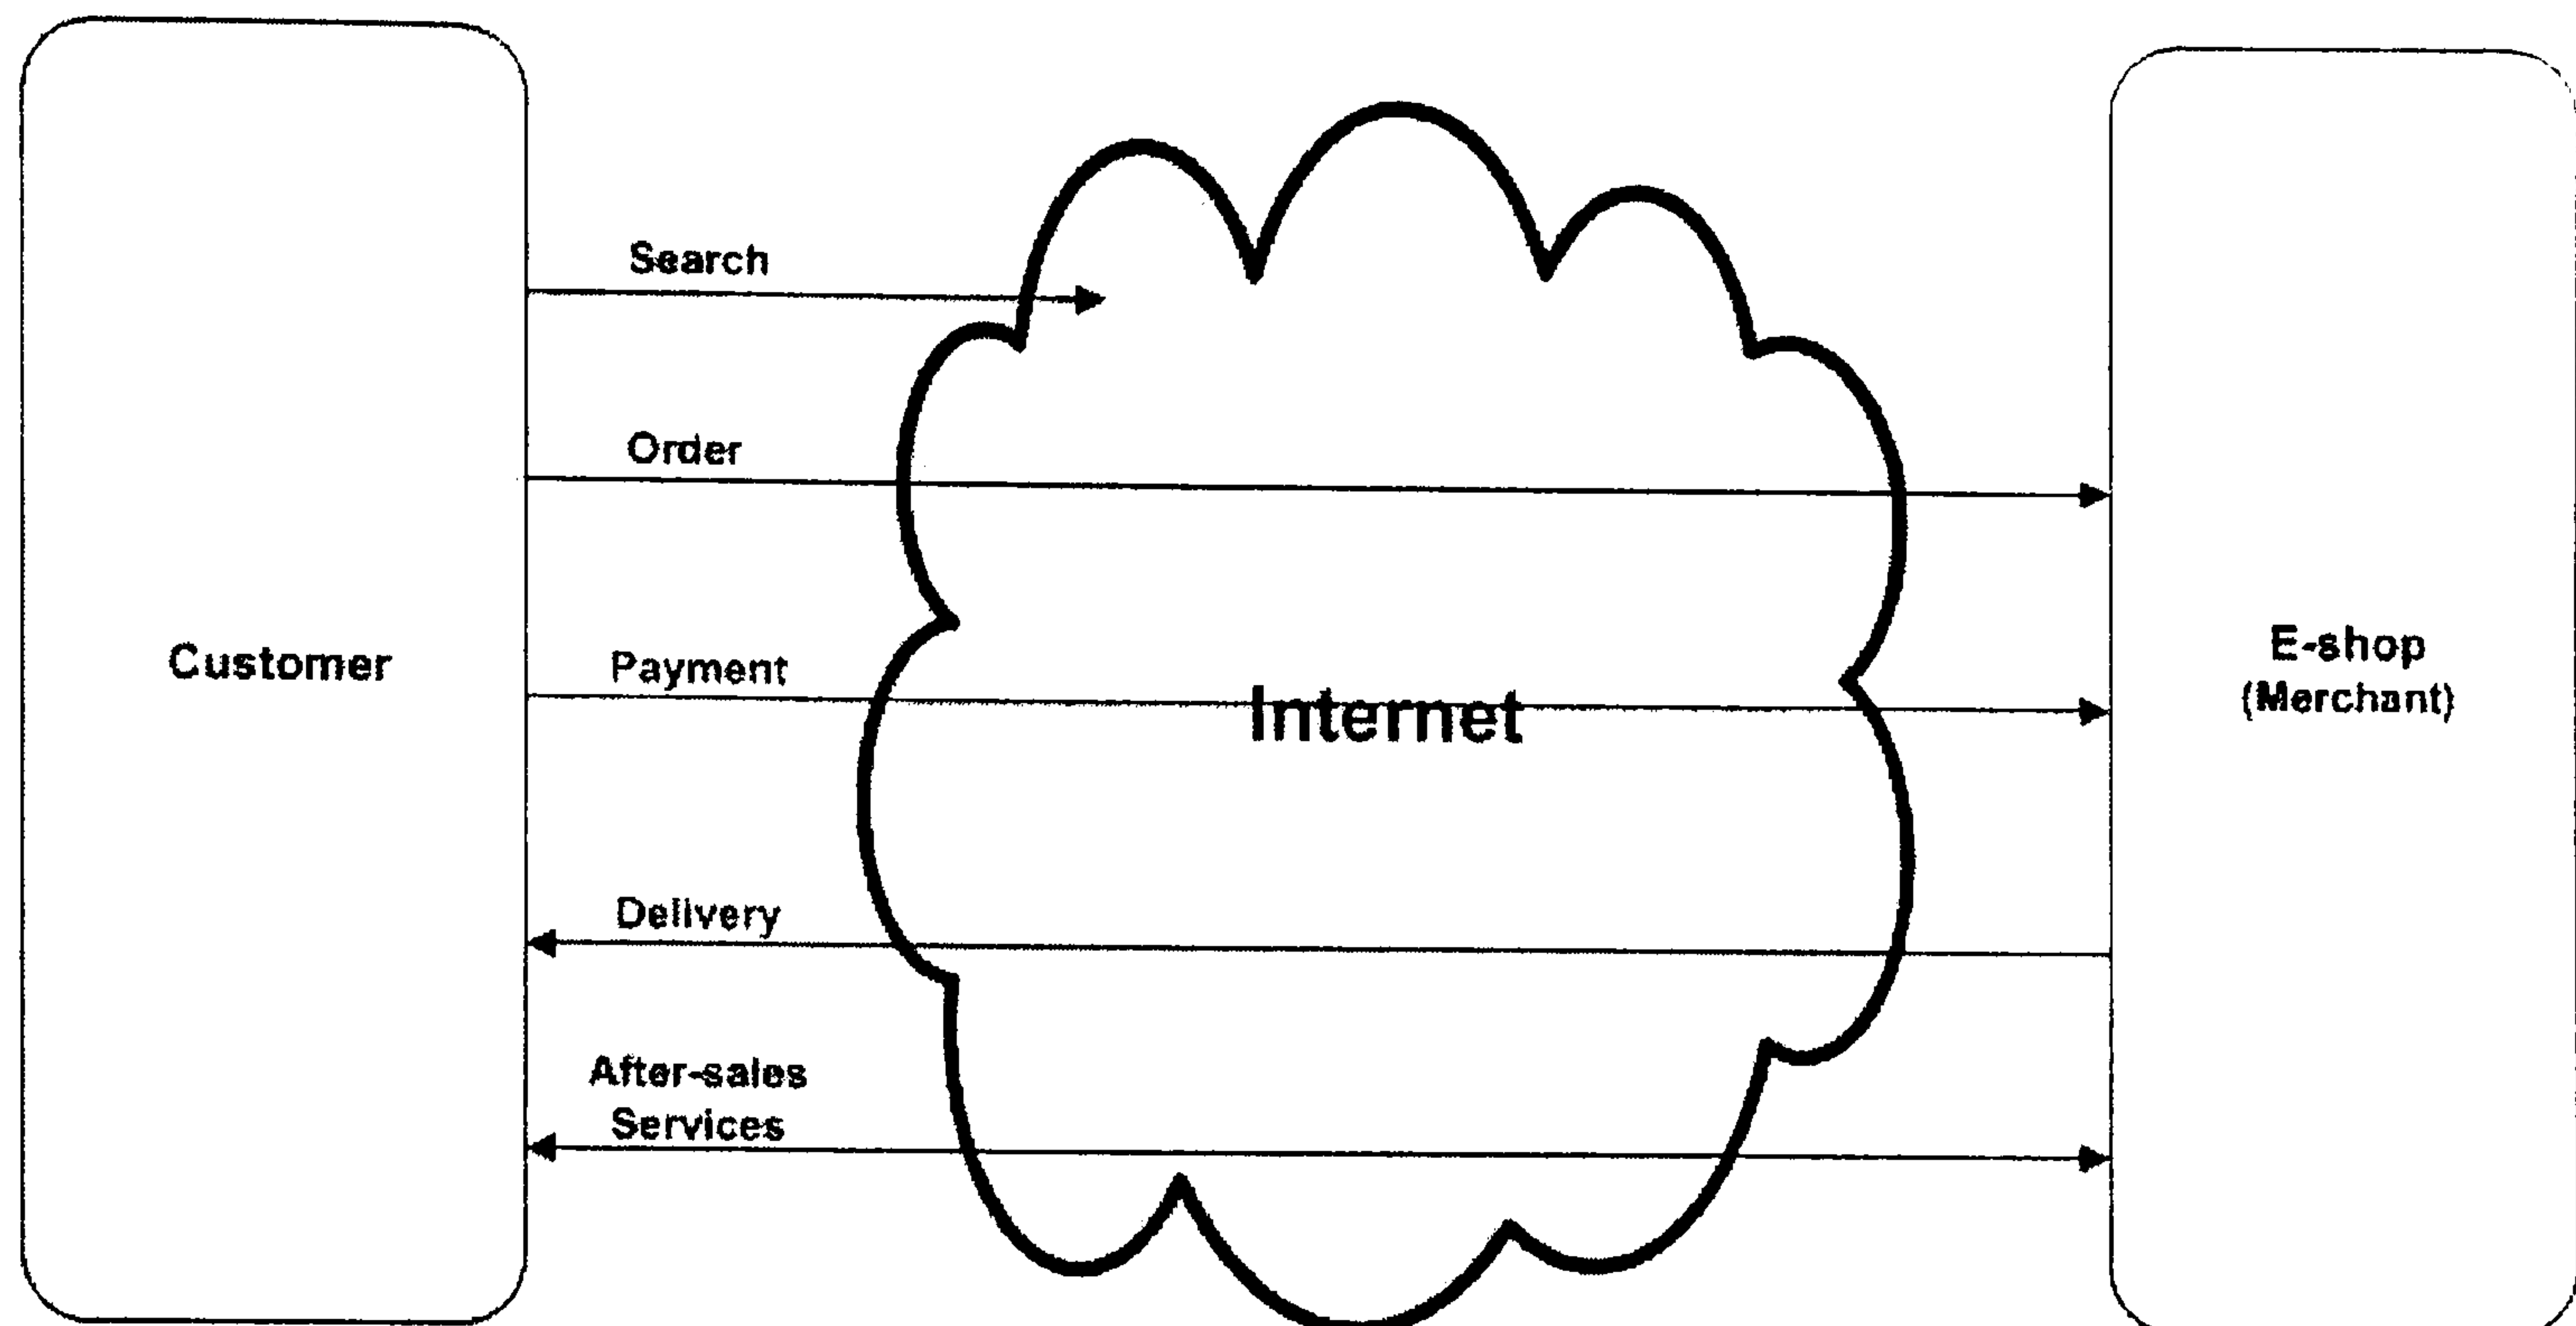 Search
Order
Customer
Payment
Internet
E-shop
(Merchant)
Delivery
After-sales
Services